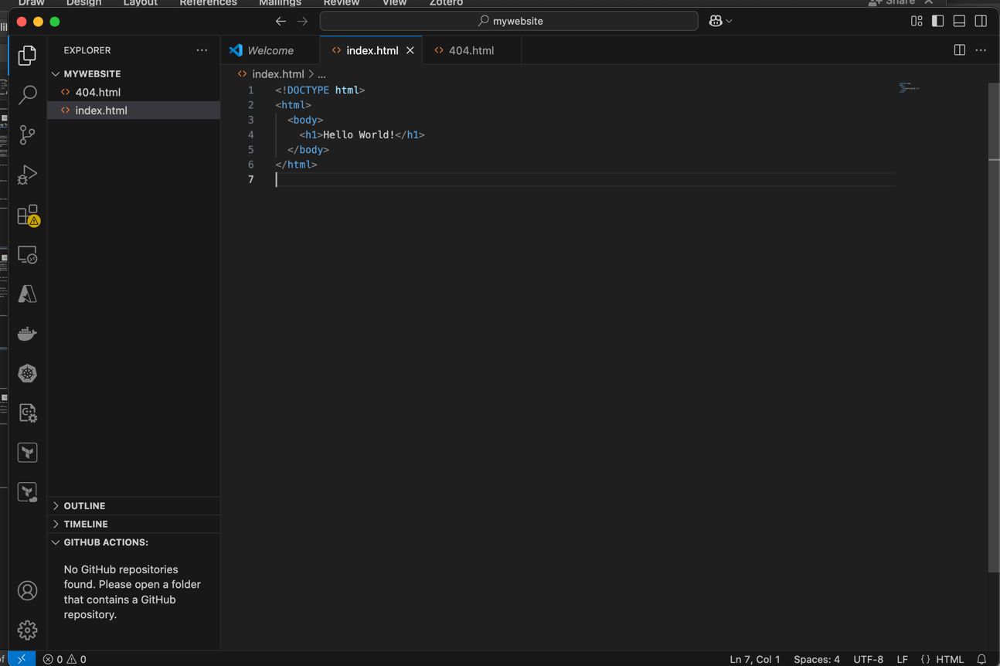 Draw Design Layout References Mailings Review View Zotero Share
mywebsite
EXPLORER
Welcome index.html 404.html
MYWEBSITE
404.html
index.html
index.html > ...
1 <!DOCTYPE html>
2 <html>
3 <body>
4 <h1>Hello World!</h1>
5 </body>
6 </html>
7
OUTLINE
TIMELINE
GITHUB ACTIONS:
No GitHub repositories
found. Please open a folder
that contains a GitHub
repository.
0 0 Ln 7, Col 1 Spaces: 4 UTF-8 LF {} HTML